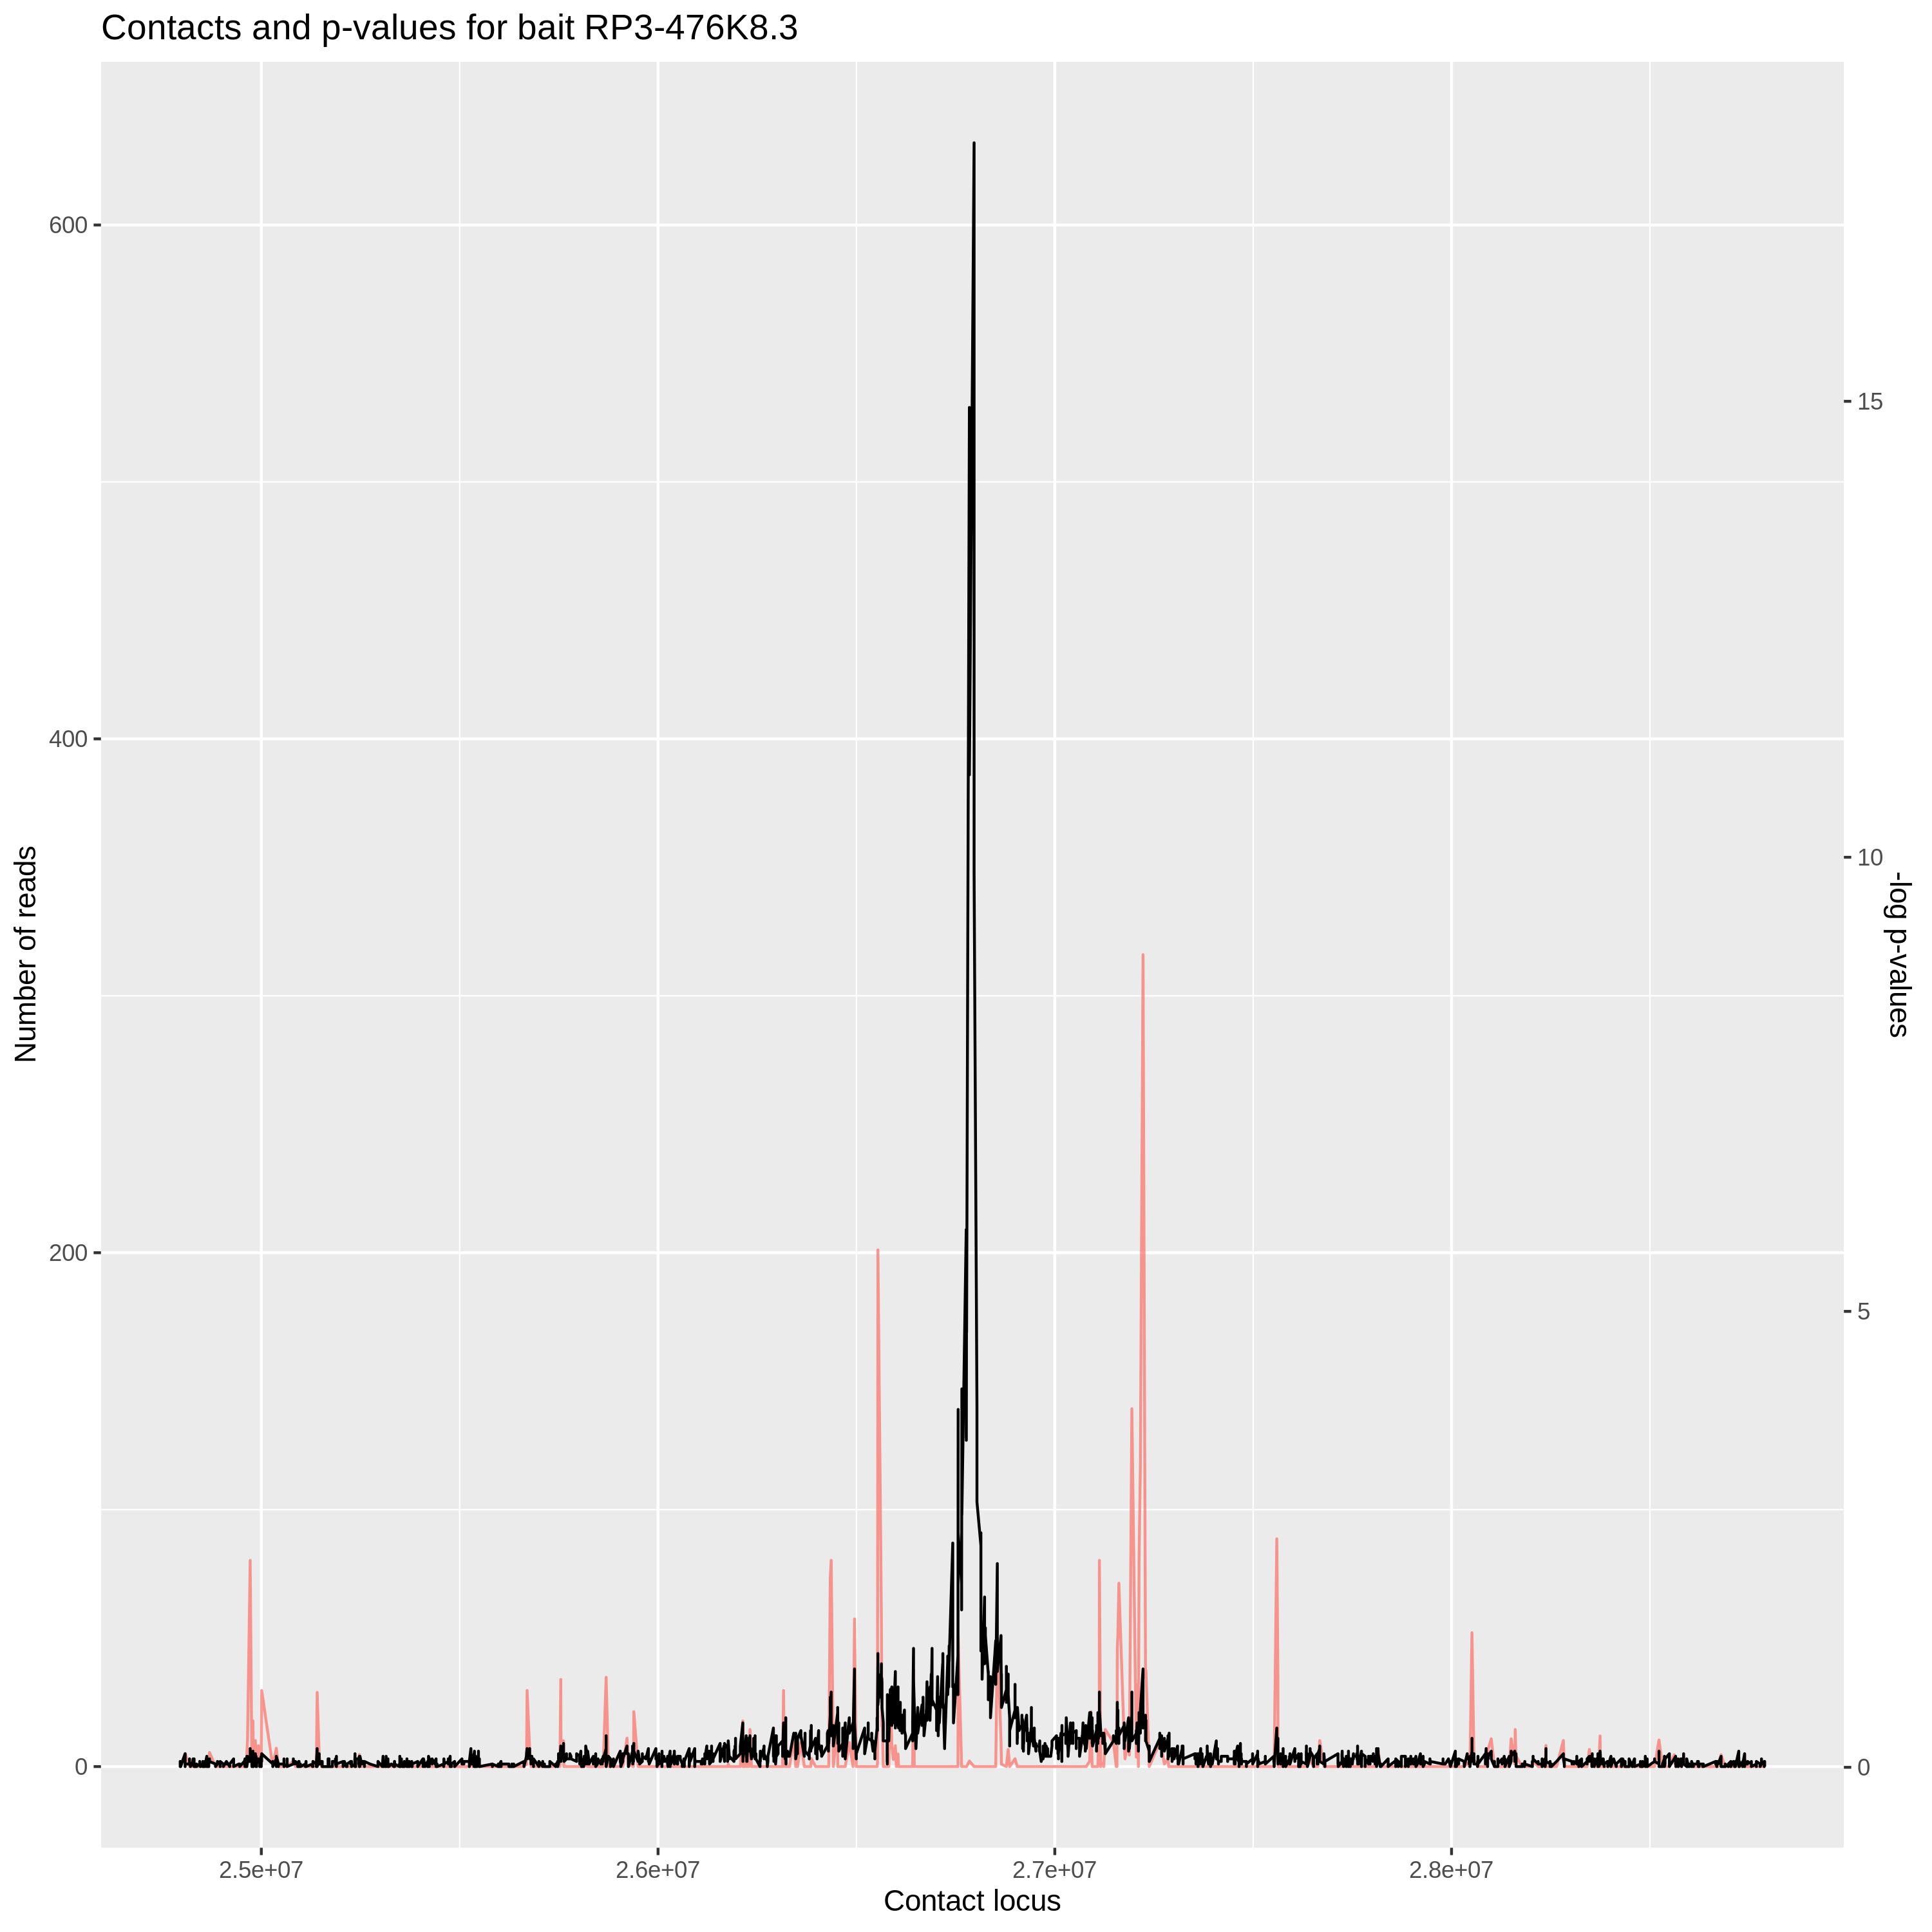 Contacts and p-values for bait RP3-476K8.3
600
400
200
0
15
10
5
0
Number of reads
-log p-values
2.5e+07 2.6e+07 2.7e+07 2.8e+07
Contact locus